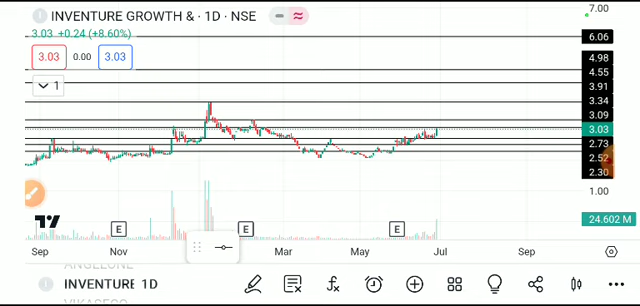 INVENTURE GROWTH & · 1D · NSE
3.03 +0.24 (+8.60%)
3.03 0.00 3.03
1
7.00
6.06
4.98
4.55
3.91
3.34
3.09
3.03
2.73
2.52
2.30
1.00
24.602 M
E E E
Sep Nov Mar May Jul Sep
ANGELONE
INVENTURE 1D
VIKASECO